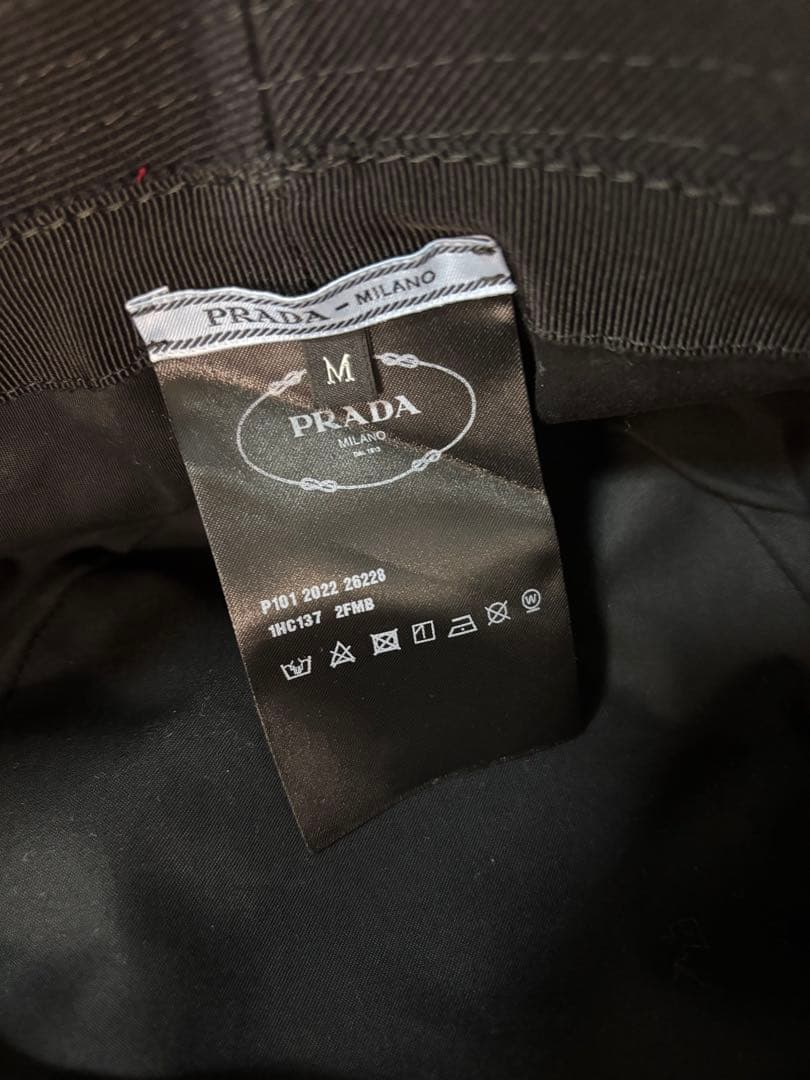 PRADA - MILANO
M
PRADA
MILANO
DAL 1913
P101 2022 26228
1HC137 2FMB
W